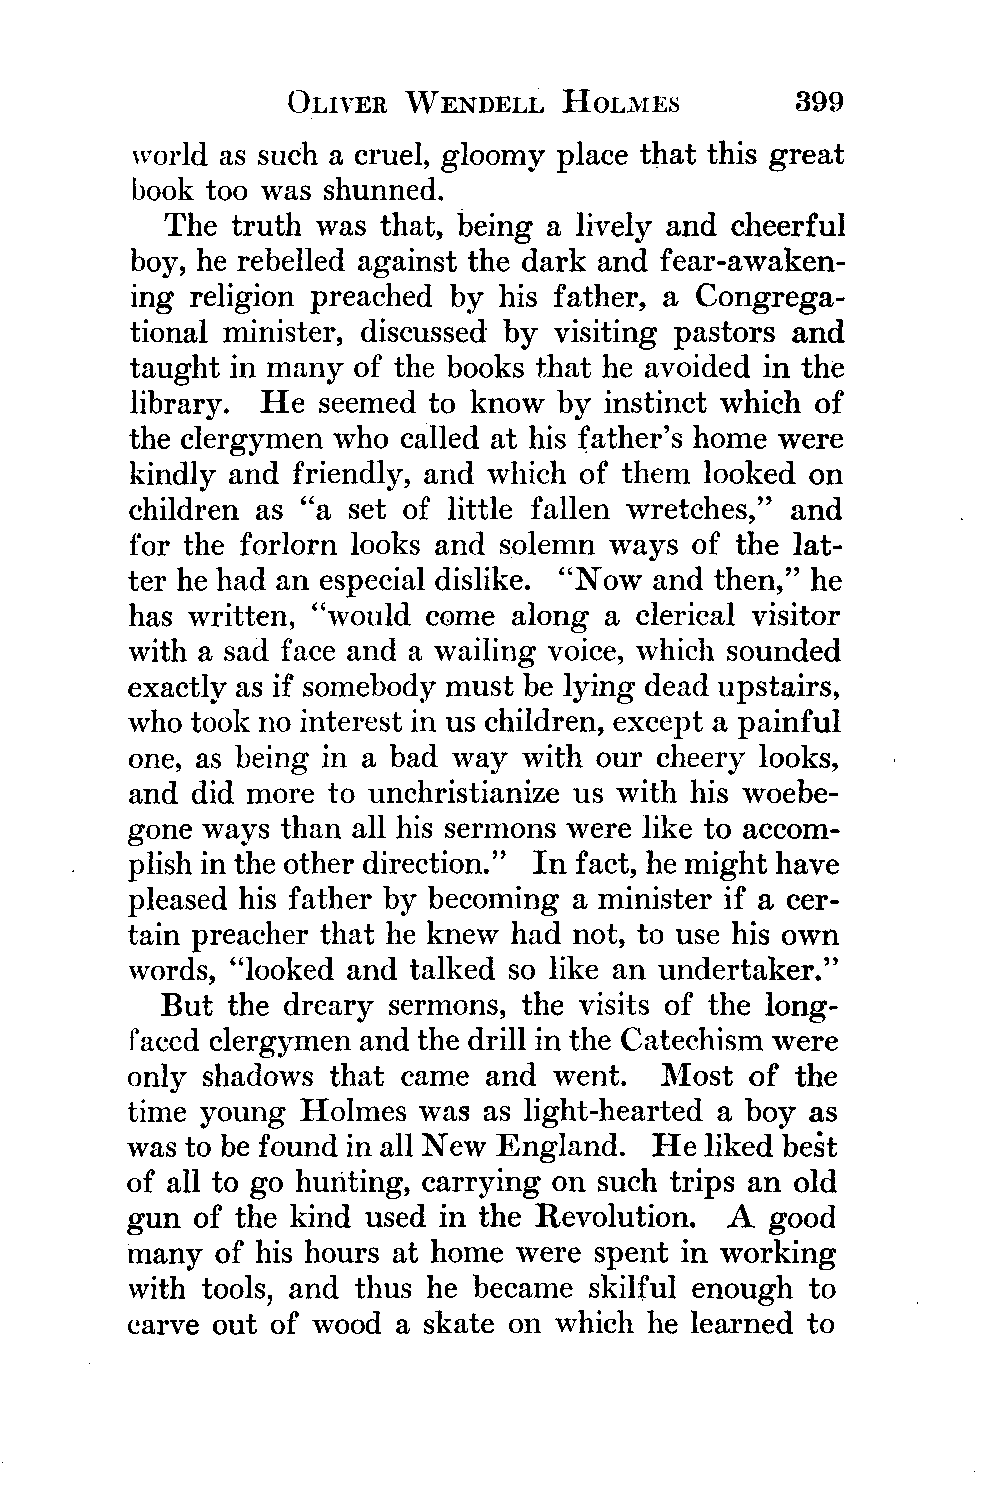 OLIVER WENDELL HOLMES 399
world as such a cruel, gloomy place that this great
book too was shunned.
The truth was that, being a lively and cheerful
boy, he rebelled against the dark and fear-awaken-
ing religion preached by his father, a Congrega-
tional minister, discussed by visiting pastors and
taught in many of the books that he avoided in the
library. He seemed to know by instinct which of
the clergymen who called at his father's home were
kindly and friendly, and which of them looked on
children as "a set of little fallen wretches," and
for the forlorn looks and solemn ways of the lat-
ter he had an especial dislike. "Now and then," he
has written, "would come along a clerical visitor
with a sad face and a wailing voice, which sounded
exactly as if somebody must be lying dead upstairs,
who took no interest in us children, except a painful
one, as being in a bad way with our cheery looks,
and did more to unchristianize us with his woebe-
gone ways than all his sermons were like to accom-
plish in the other direction." In fact, he might have
pleased his father by becoming a minister if a cer-
tain preacher that he knew had not, to use his own
words, "looked and talked so like an undertaker."
But the dreary sermons, the visits of the long-
faced clergymen and the drill in the Catechism were
only shadows that came and went. Most of the
time young Holmes was as light-hearted a boy as
was to be found in all New England. He liked best
of all to go hunting, carrying on such trips an old
gun of the kind used in the Revolution. A good
many of his hours at home were spent in working
with tools, and thus he became skilful enough to
carve out of wood a skate on which he learned to